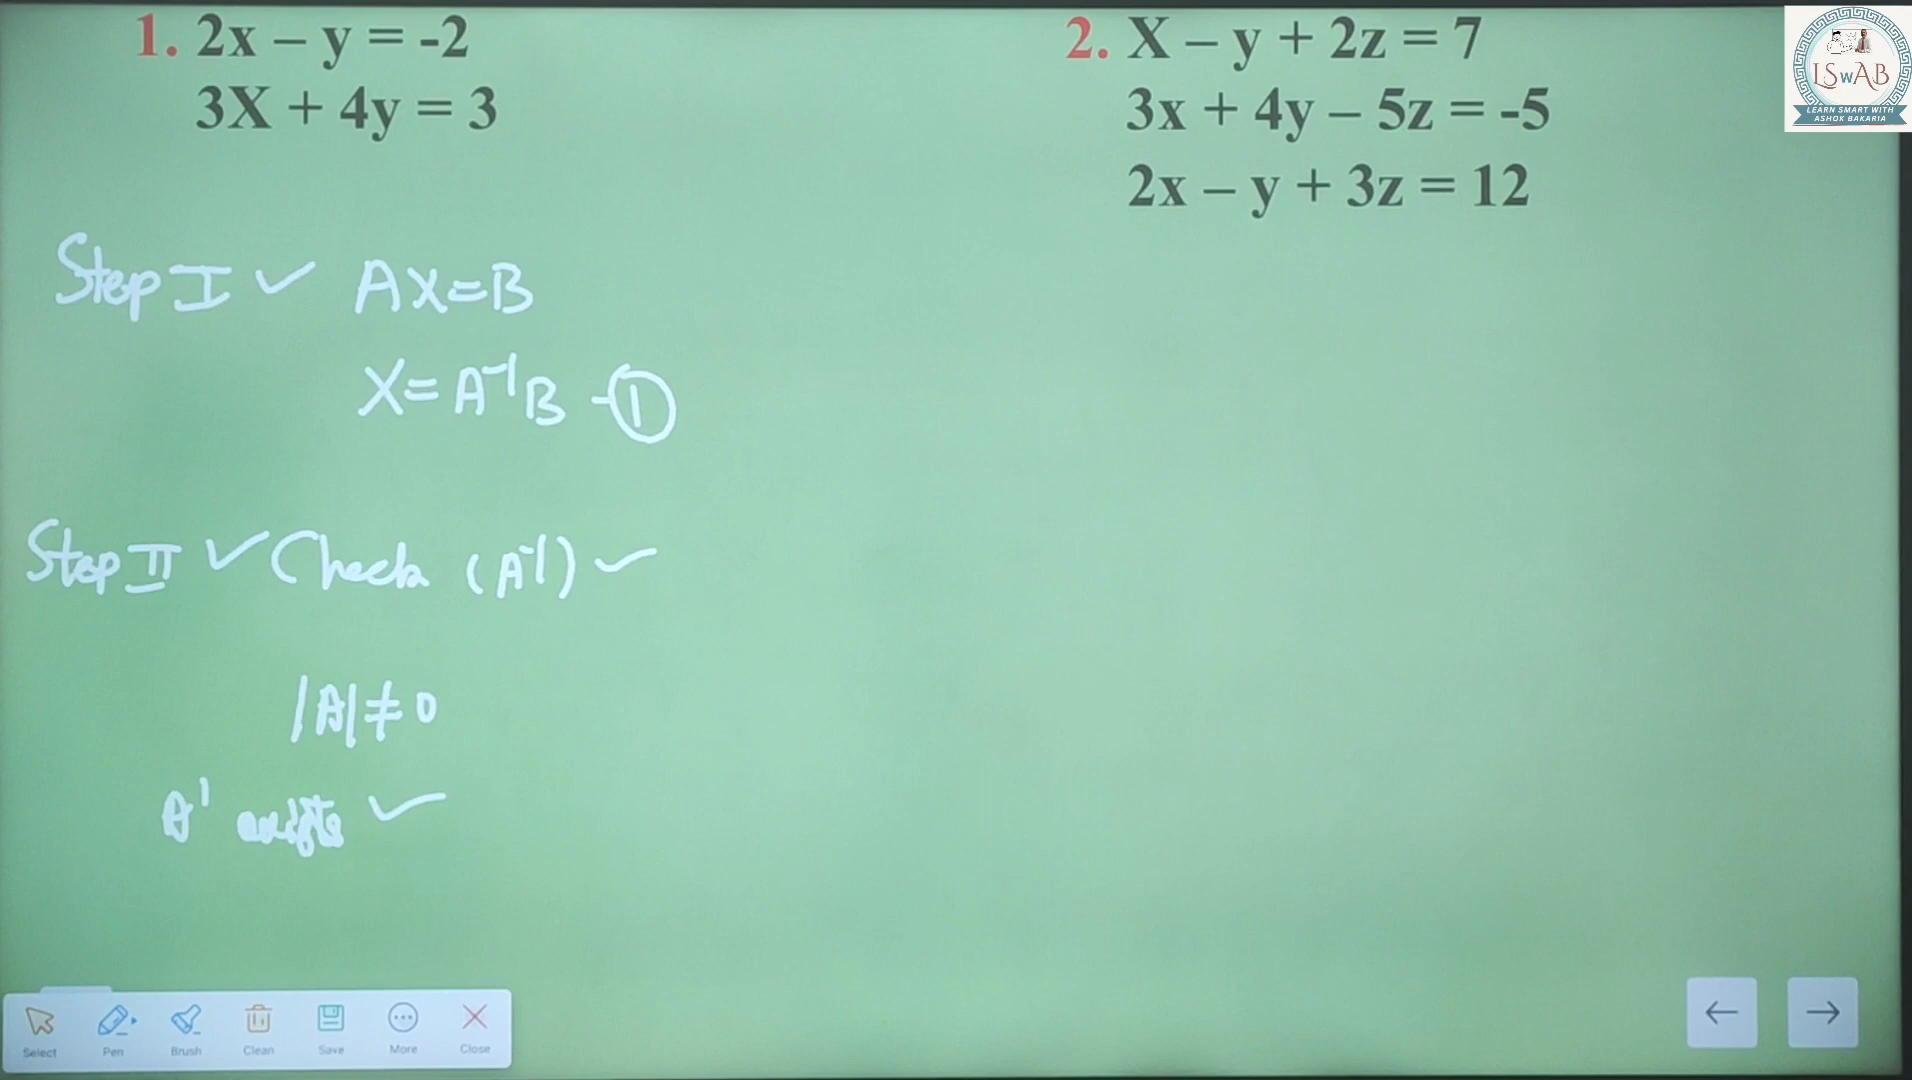 1. 2x – y = -2
3X + 4y = 3
2. X – y + 2z = 7
3x + 4y – 5z = -5
2x – y + 3z = 12
LSwAB
LEARN SMART WITH
ASHOK BAKARIA
Step I ✓ AX=B
X= A⁻¹B -①
Step II ✓ Check (A⁻¹) ✓
|A| ≠ 0
A¹ exists ✓
Select Pen Brush Clean Save More Close
← →